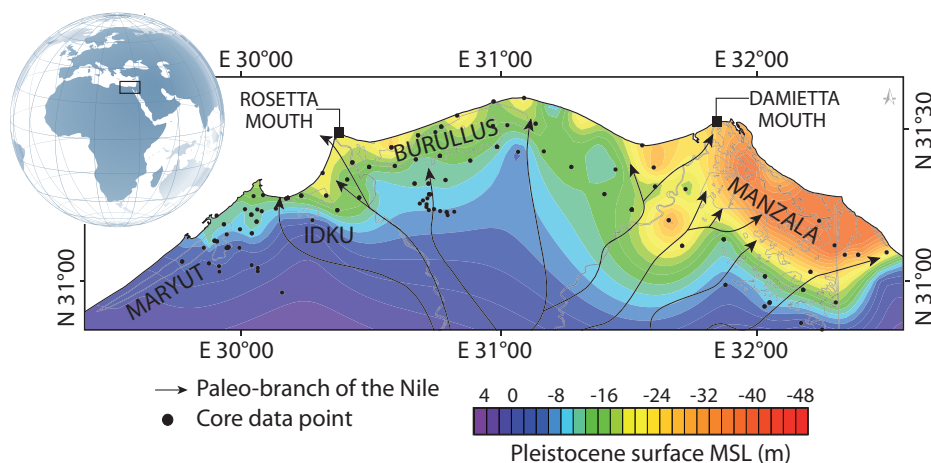 E 30°00 E 31°00 E 32°00
ROSETTA
MOUTH
DAMIETTA
MOUTH
N 31°30
BURULLUS
MANZALA
IDKU
MARYUT
N 31°00
N 31°00
E 30°00 E 31°00 E 32°00
Paleo-branch of the Nile
Core data point
4 0 -8 -16 -24 -32 -40 -48
Pleistocene surface MSL (m)